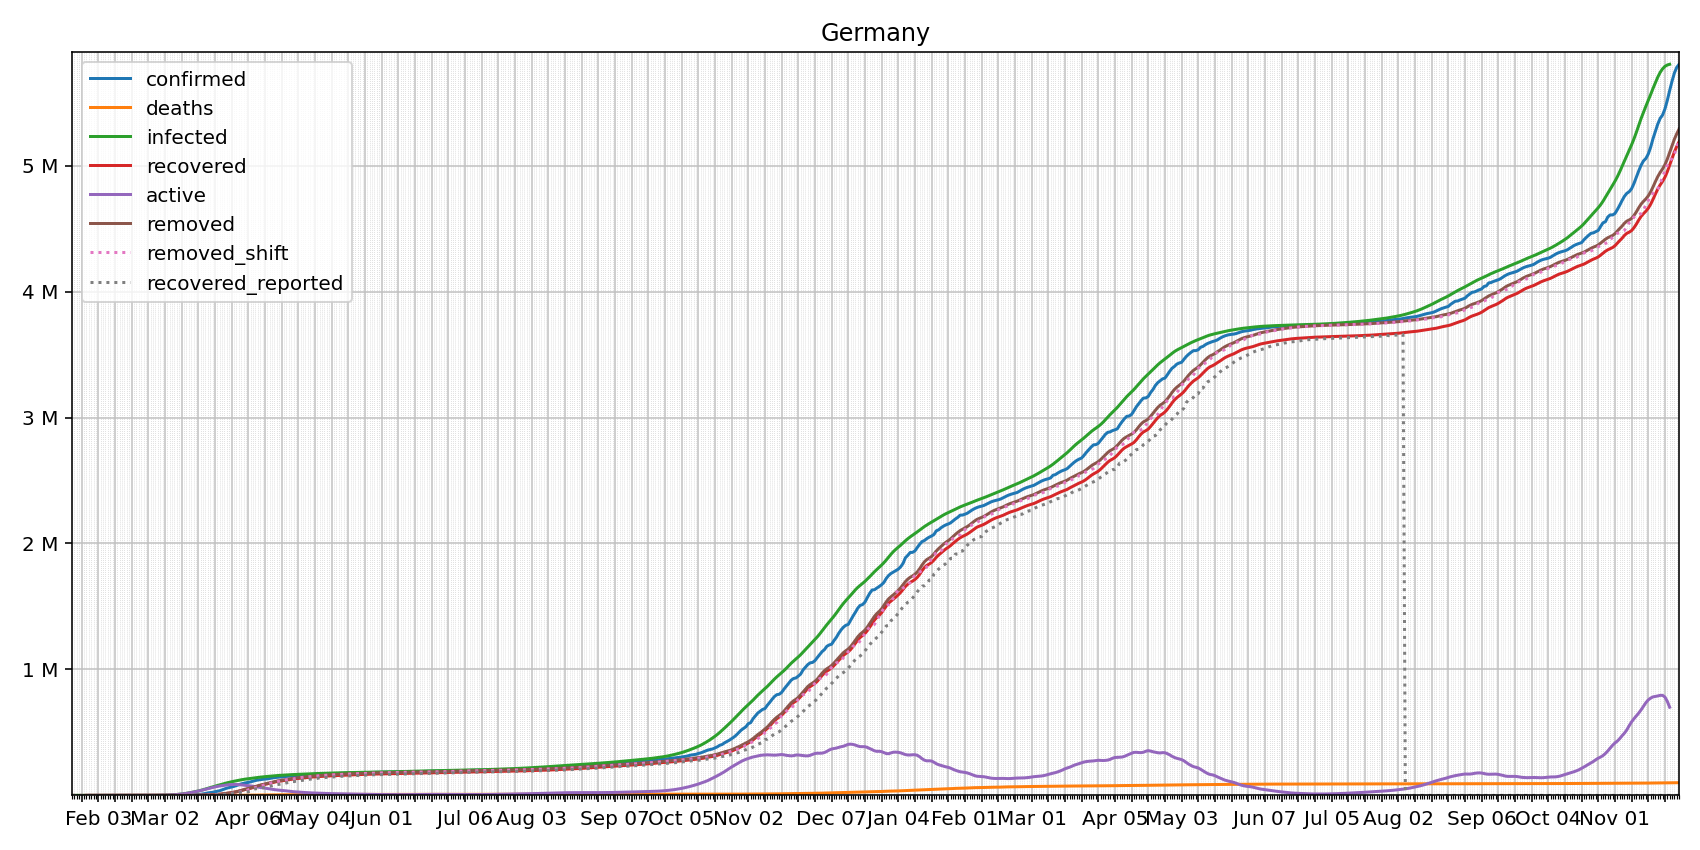 Germany
confirmed
deaths
infected
recovered
active
removed
removed_shift
recovered_reported
5 M
4 M
3 M
2 M
1 M
Feb 03 Mar 02 Apr 06 May 04 Jun 01 Jul 06 Aug 03 Sep 07 Oct 05 Nov 02 Dec 07 Jan 04 Feb 01 Mar 01 Apr 05 May 03 Jun 07 Jul 05 Aug 02 Sep 06 Oct 04 Nov 01